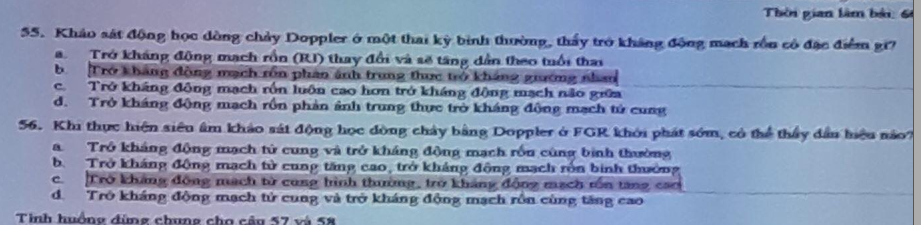 Thời gian làm bài: 6
55. Khảo sát động học dòng chảy Doppler ở một thai kỳ bình thường, thấy trở kháng động mạch rốn có đặc điểm gì?
a. Trở kháng động mạch rốn (RI) thay đổi và sẽ tăng dần theo tuổi thai
b. Trở kháng động mạch rốn phản ánh trung thực trở kháng giường nhau
c. Trở kháng động mạch rốn luôn cao hơn trở kháng động mạch não giữa
d. Trở kháng động mạch rốn phản ánh trung thực trở kháng động mạch tử cung
56. Khi thực hiện siêu âm khảo sát động học dòng chảy bằng Doppler ở FGR khởi phát sớm, có thể thấy dấu hiệu nào?
a. Trở kháng động mạch tử cung và trở kháng động mạch rốn cùng bình thường
b. Trở kháng động mạch tử cung tăng cao, trở kháng động mạch rốn bình thường
c. Trở kháng động mạch tử cung bình thường, trở kháng động mạch rốn tăng cao
d. Trở kháng động mạch tử cung và trở kháng động mạch rốn cùng tăng cao
Tình huống dùng chung cho câu 57 và 58